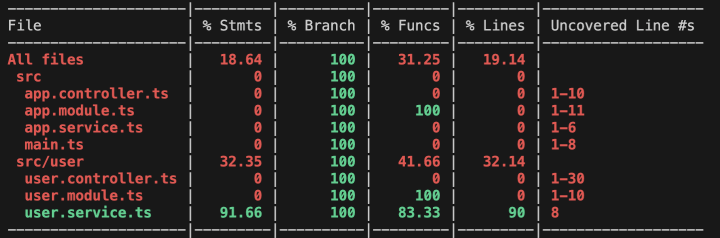 File | % Stmts | % Branch | % Funcs | % Lines | Uncovered Line #s
All files | 18.64 | 100 | 31.25 | 19.14 |
src | 0 | 100 | 0 | 0 |
app.controller.ts | 0 | 100 | 0 | 0 | 1-10
app.module.ts | 0 | 100 | 100 | 0 | 1-11
app.service.ts | 0 | 100 | 0 | 0 | 1-6
main.ts | 0 | 100 | 0 | 0 | 1-8
src/user | 32.35 | 100 | 41.66 | 32.14 |
user.controller.ts | 0 | 100 | 0 | 0 | 1-30
user.module.ts | 0 | 100 | 100 | 0 | 1-10
user.service.ts | 91.66 | 100 | 83.33 | 90 | 8